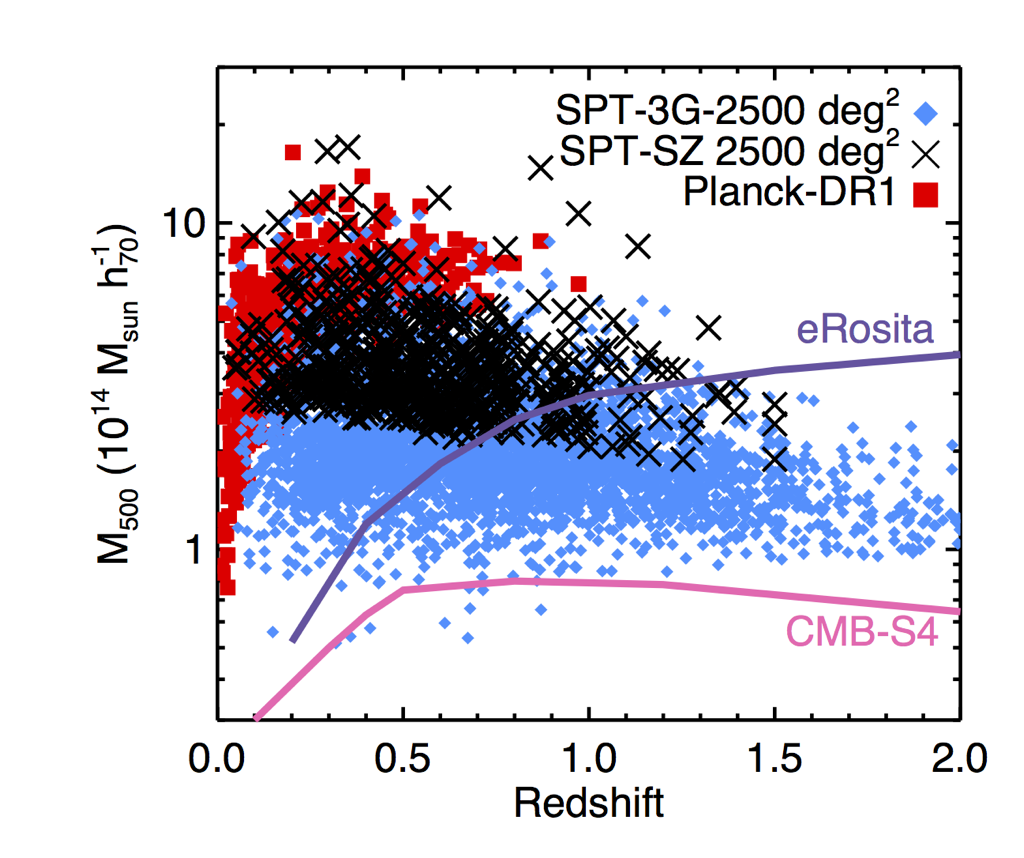 SPT-3G-2500 deg²
SPT-SZ 2500 deg²
Planck-DR1
eRosita
CMB-S4
10
1
M₅₀₀ (10¹⁴ Mₛᵤₙ h₇₀⁻¹)
0.0 0.5 1.0 1.5 2.0
Redshift